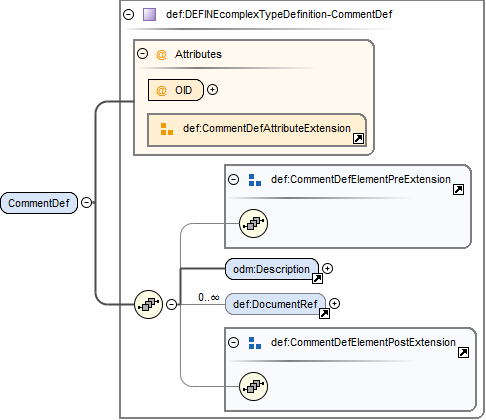 def:DEFINEcomplexTypeDefinition-CommentDef
@ Attributes
@ OID
def:CommentDefAttributeExtension
def:CommentDefElementPreExtension
CommentDef
odm:Description
0..∞
def:DocumentRef
def:CommentDefElementPostExtension